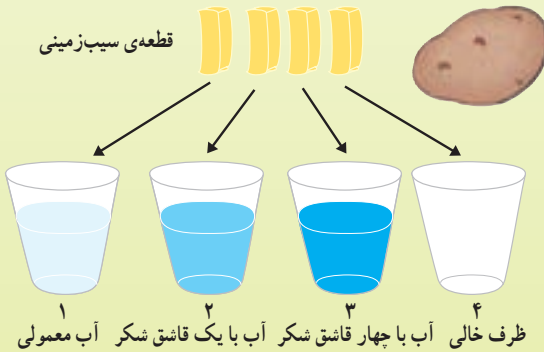 قطعه‌ی سیب‌زمینی
۴ ۳ ۲ ۱
ظرف خالی آب با چهار قاشق شکر آب با یک قاشق شکر آب معمولی